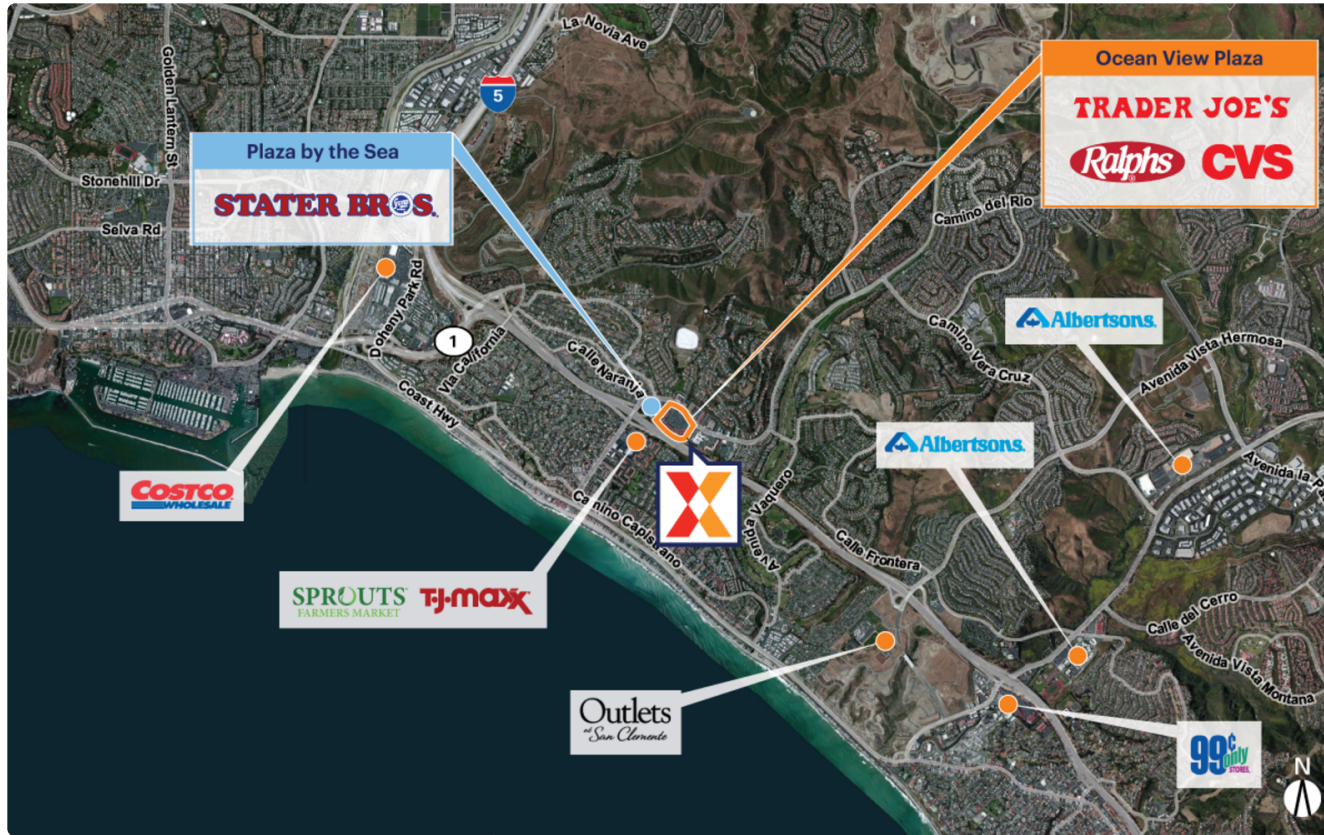 La Novia Ave
Golden Lantern St
5
Ocean View Plaza
TRADER JOE'S
Ralphs CVS
Plaza by the Sea
STATER BROS.
Stonehill Dr
Selva Rd
Camino del Rio
Doheny Park Rd
1
Via California
Calle Naranja
Coast Hwy
Camino Vera Cruz
Albertsons.
Avenida Vista Hermosa
Albertsons.
COSTCO
WHOLESALE
Camino Capistrano
Avenida Vaquero
Calle Frontera
SPROUTS
FARMERS MARKET
T·J·maxx
Calle del Cerro
Avenida Vista Montana
Outlets
at San Clemente
99¢
only
STORES.
N